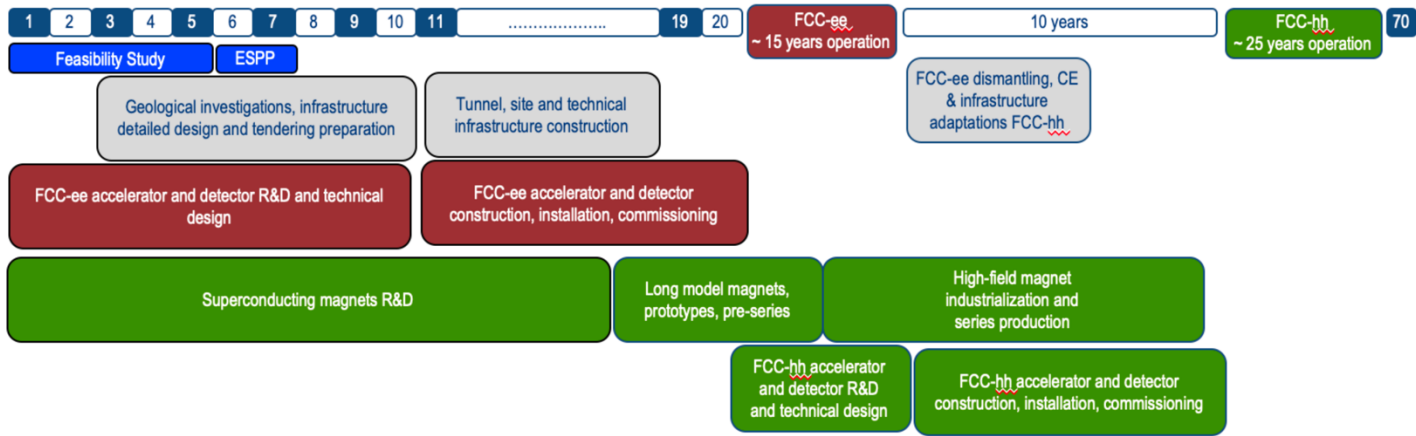 1 2 3 4 5 6 7 8 9 10 11 ..................... 19 20
FCC-ee
~ 15 years operation
10 years
FCC-hh
~ 25 years operation
70
Feasibility Study
ESPP
Geological investigations, infrastructure
detailed design and tendering preparation
Tunnel, site and technical
infrastructure construction
FCC-ee dismantling, CE
& infrastructure
adaptations FCC-hh
FCC-ee accelerator and detector R&D and technical
design
FCC-ee accelerator and detector
construction, installation, commissioning
Superconducting magnets R&D
Long model magnets,
prototypes, pre-series
High-field magnet
industrialization and
series production
FCC-hh accelerator
and detector R&D
and technical design
FCC-hh accelerator and detector
construction, installation, commissioning